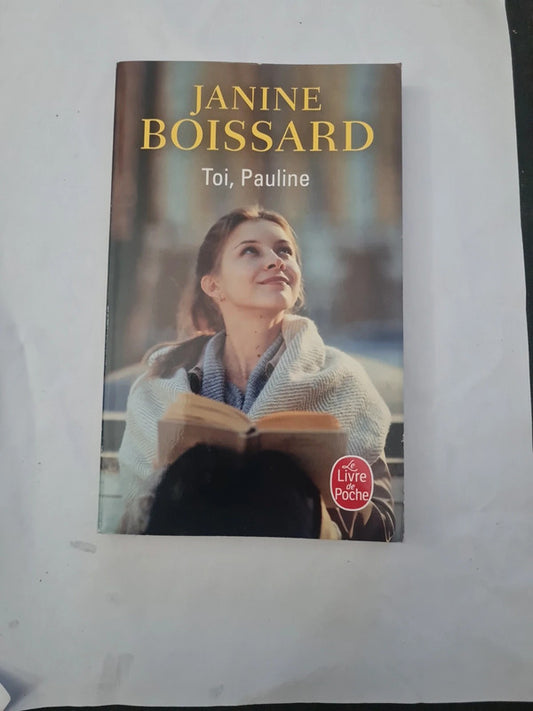 JANINE
BOISSARD
Toi, Pauline
Le
Livre
de
Poche